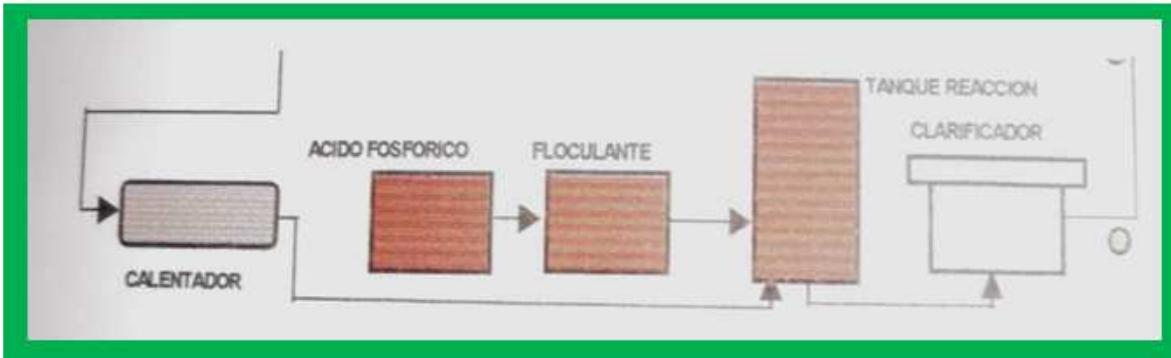 TANQUE REACCION
ACIDO FOSFORICO
FLOCULANTE
CLARIFICADOR
CALENTADOR